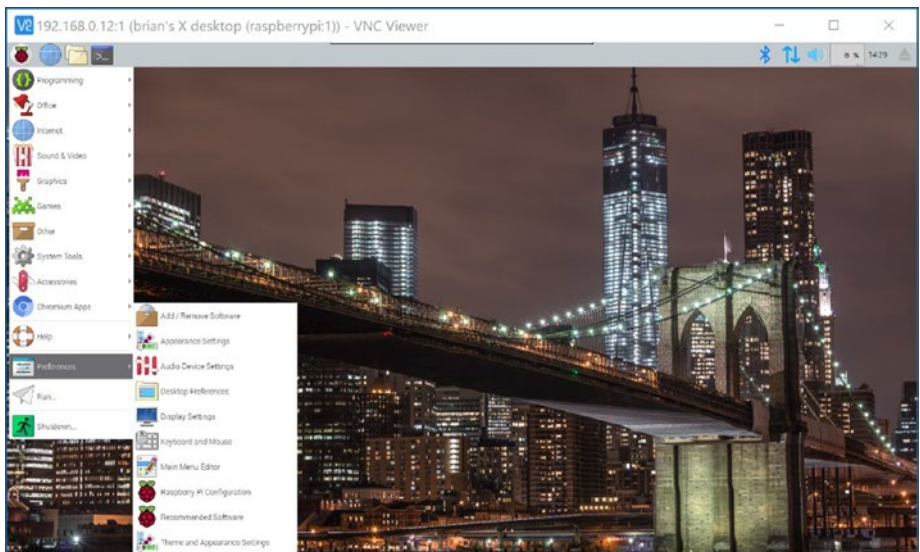 V2 192.168.0.12:1 (brian's X desktop (raspberrypi:1)) - VNC Viewer
>_ 8 % 14:29
Programming
Office
Internet
Sound & Video
Graphics
Games
Other
System Tools
Accessories
Chromium Apps
Help
Preferences
Run...
Shutdown...
Add / Remove Software
Appearance Settings
Audio Device Settings
Desktop Preferences
Display Settings
Keyboard and Mouse
Main Menu Editor
Raspberry Pi Configuration
Recommended Software
Theme and Appearance Settings